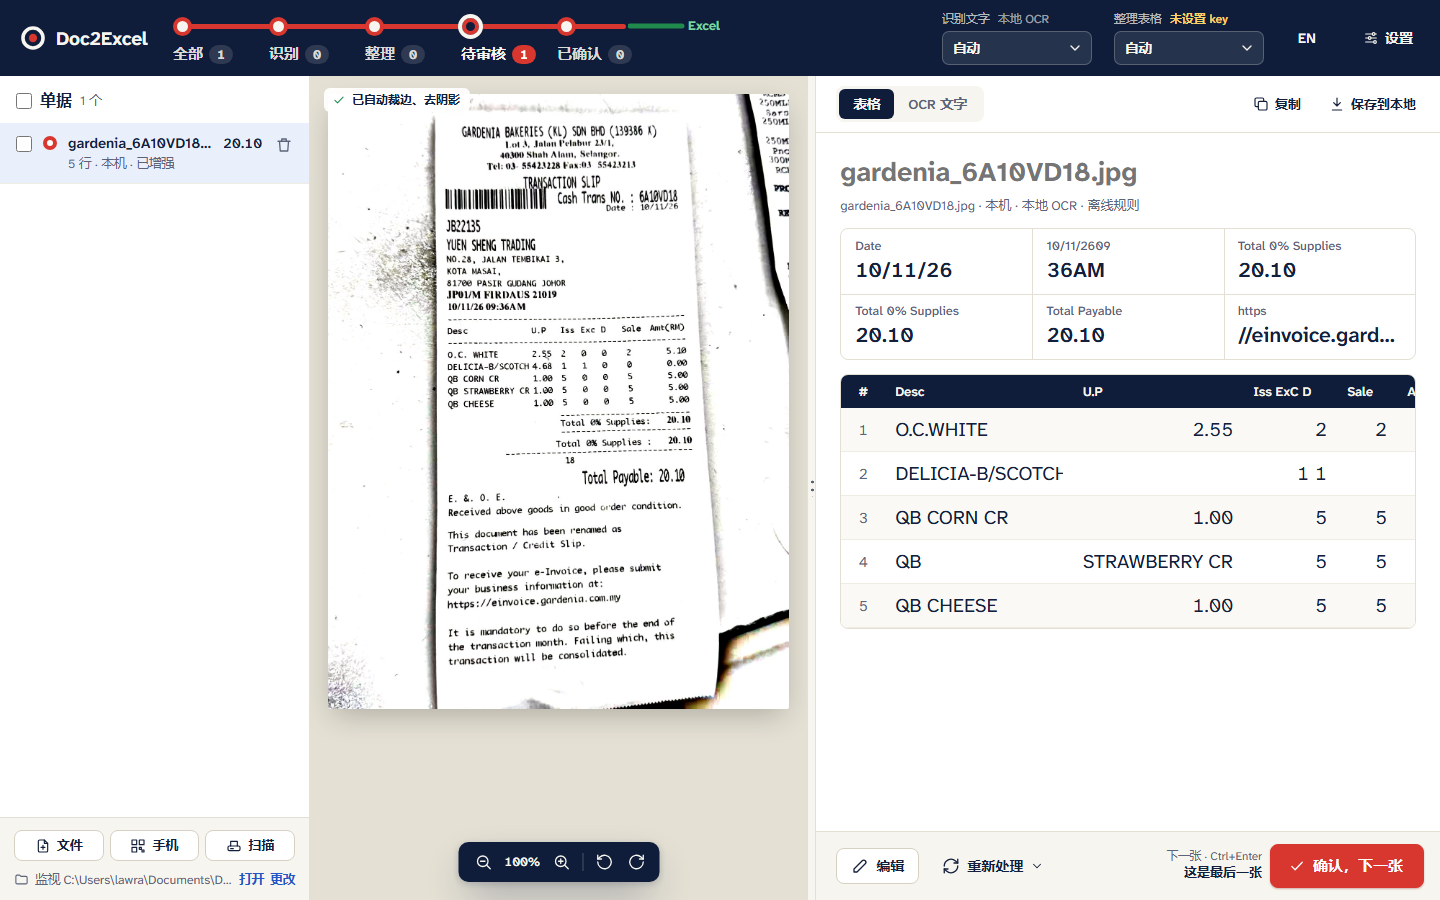 Doc2Excel
全部 1
识别 0
整理 0
待审核 1
已确认 0
Excel
识别文字 本地 OCR
自动
整理表格 未设置 key
自动
EN
设置
单据 1 个
gardenia_6A10VD18... 20.10
5 行 · 本机 · 已增强
文件
手机
扫描
监视 C:\Users\lawra\Documents\D... 打开 更改
已自动裁边、去阴影
GARDENIA BAKERIES (KL) SDN BHD (139386 X)
Lot 3, Jalan Pelabur 23/1,
40300 Shah Alam, Selangor.
Tel: 03- 55423228 Fax:03- 55423213
TRANSACTION SLIP
Cash Trans NO. : 6A10VD18
Date : 10/11/26
JB22135
YUEN SHENG TRADING
NO.28, JALAN TEMBIKAI 3,
KOTA MASAI,
81700 PASIR GUDANG JOHOR
JP01/M FIRDAUS 21019
10/11/26 09:36AM
Desc U.P Iss Exc D Sale Amt(RM)
O.C. WHITE 2.55 2 0 0 2 5.10
DELICIA-B/SCOTCH 4.68 1 1 0 0 0.00
QB CORN CR 1.00 5 0 0 5 5.00
QB STRAWBERRY CR 1.00 5 0 0 5 5.00
QB CHEESE 1.00 5 0 0 5 5.00
Total 0% Supplies: 20.10
Total 0% Supplies : 20.10
18
Total Payable: 20.10
E. &. O. E.
Received above goods in good order condition.
This document has been renamed as
Transaction / Credit Slip.
To receive your e-Invoice, please submit
your business information at:
https://einvoice.gardenia.com.my
It is mandatory to do so before the end of
the transaction month. Failing which, this
transaction will be consolidated.
100%
表格
OCR 文字
复制
保存到本地
gardenia_6A10VD18.jpg
gardenia_6A10VD18.jpg · 本机 · 本地 OCR · 离线规则
Date
10/11/26
10/11/2609
36AM
Total 0% Supplies
20.10
Total 0% Supplies
20.10
Total Payable
20.10
https
//einvoice.gard...
# Desc U.P Iss ExC D Sale A
1 O.C.WHITE 2.55 2 2
2 DELICIA-B/SCOTCH 1 1
3 QB CORN CR 1.00 5 5
4 QB STRAWBERRY CR 5 5
5 QB CHEESE 1.00 5 5
编辑
重新处理
下一张 · Ctrl+Enter
这是最后一张
确认，下一张